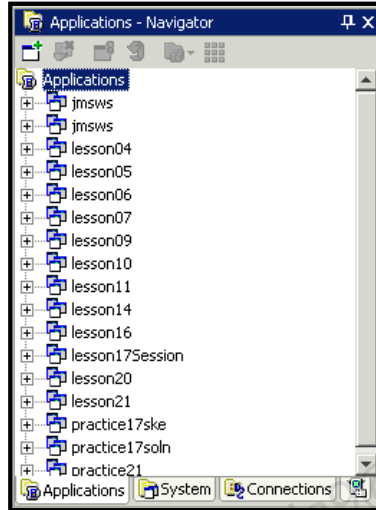 Applications - Navigator
Applications
jmsws
jmsws
lesson04
lesson05
lesson06
lesson07
lesson09
lesson10
lesson11
lesson14
lesson16
lesson17Session
lesson20
lesson21
practice17ske
practice17soln
practice21
Applications System Connections